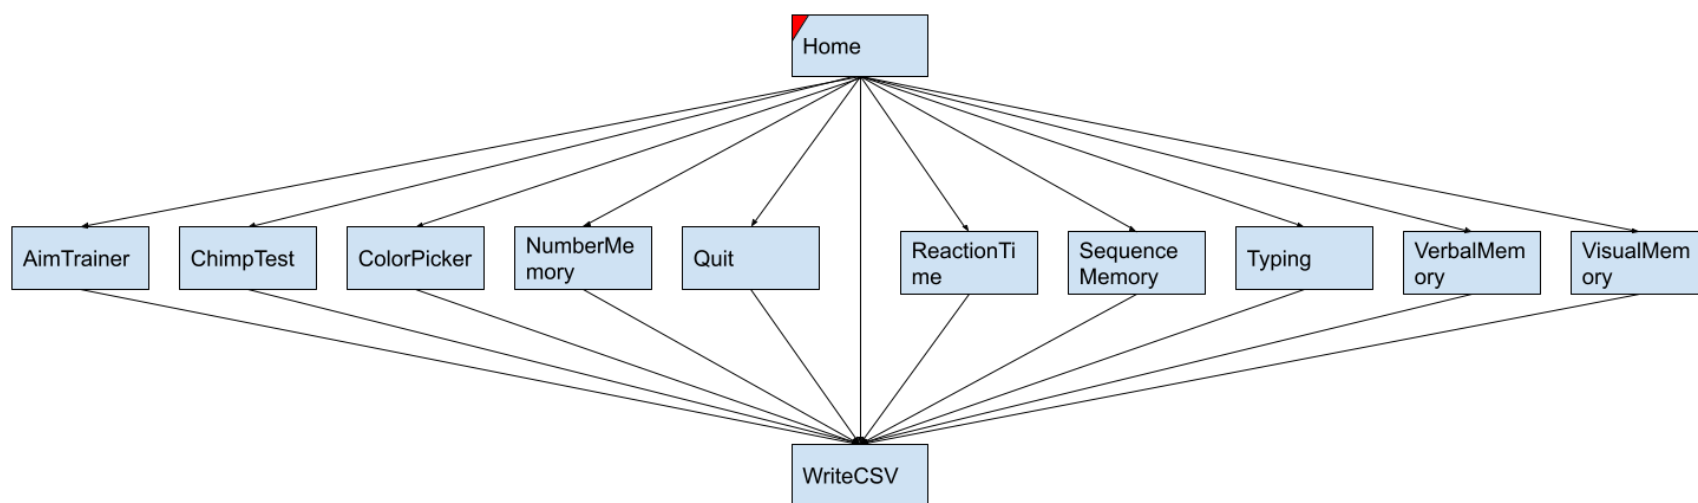 Home
AimTrainer
ChimpTest
ColorPicker
NumberMe
mory
Quit
ReactionTi
me
Sequence
Memory
Typing
VerbalMem
ory
VisualMem
ory
WriteCSV